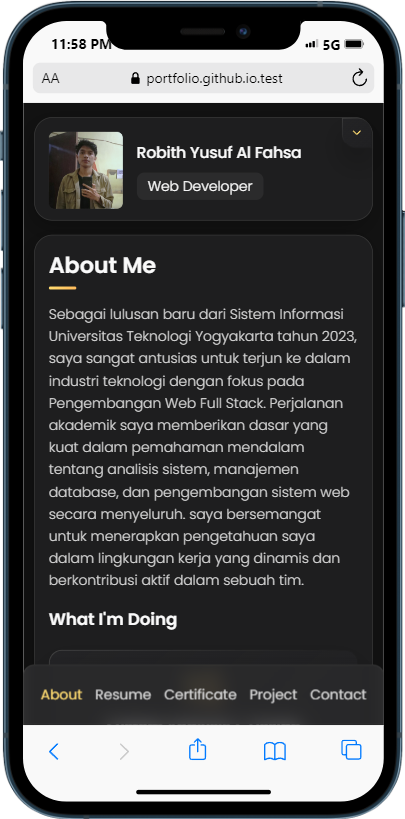 11:58 PM
5G
AA
portfolio.github.io.test
Robith Yusuf Al Fahsa
Web Developer
About Me
Sebagai lulusan baru dari Sistem Informasi
Universitas Teknologi Yogyakarta tahun 2023,
saya sangat antusias untuk terjun ke dalam
industri teknologi dengan fokus pada
Pengembangan Web Full Stack. Perjalanan
akademik saya memberikan dasar yang
kuat dalam pemahaman mendalam
tentang analisis sistem, manajemen
database, dan pengembangan sistem web
secara menyeluruh. saya bersemangat
untuk menerapkan pengetahuan saya
dalam lingkungan kerja yang dinamis dan
berkontribusi aktif dalam sebuah tim.
What I'm Doing
About Resume Certificate Project Contact